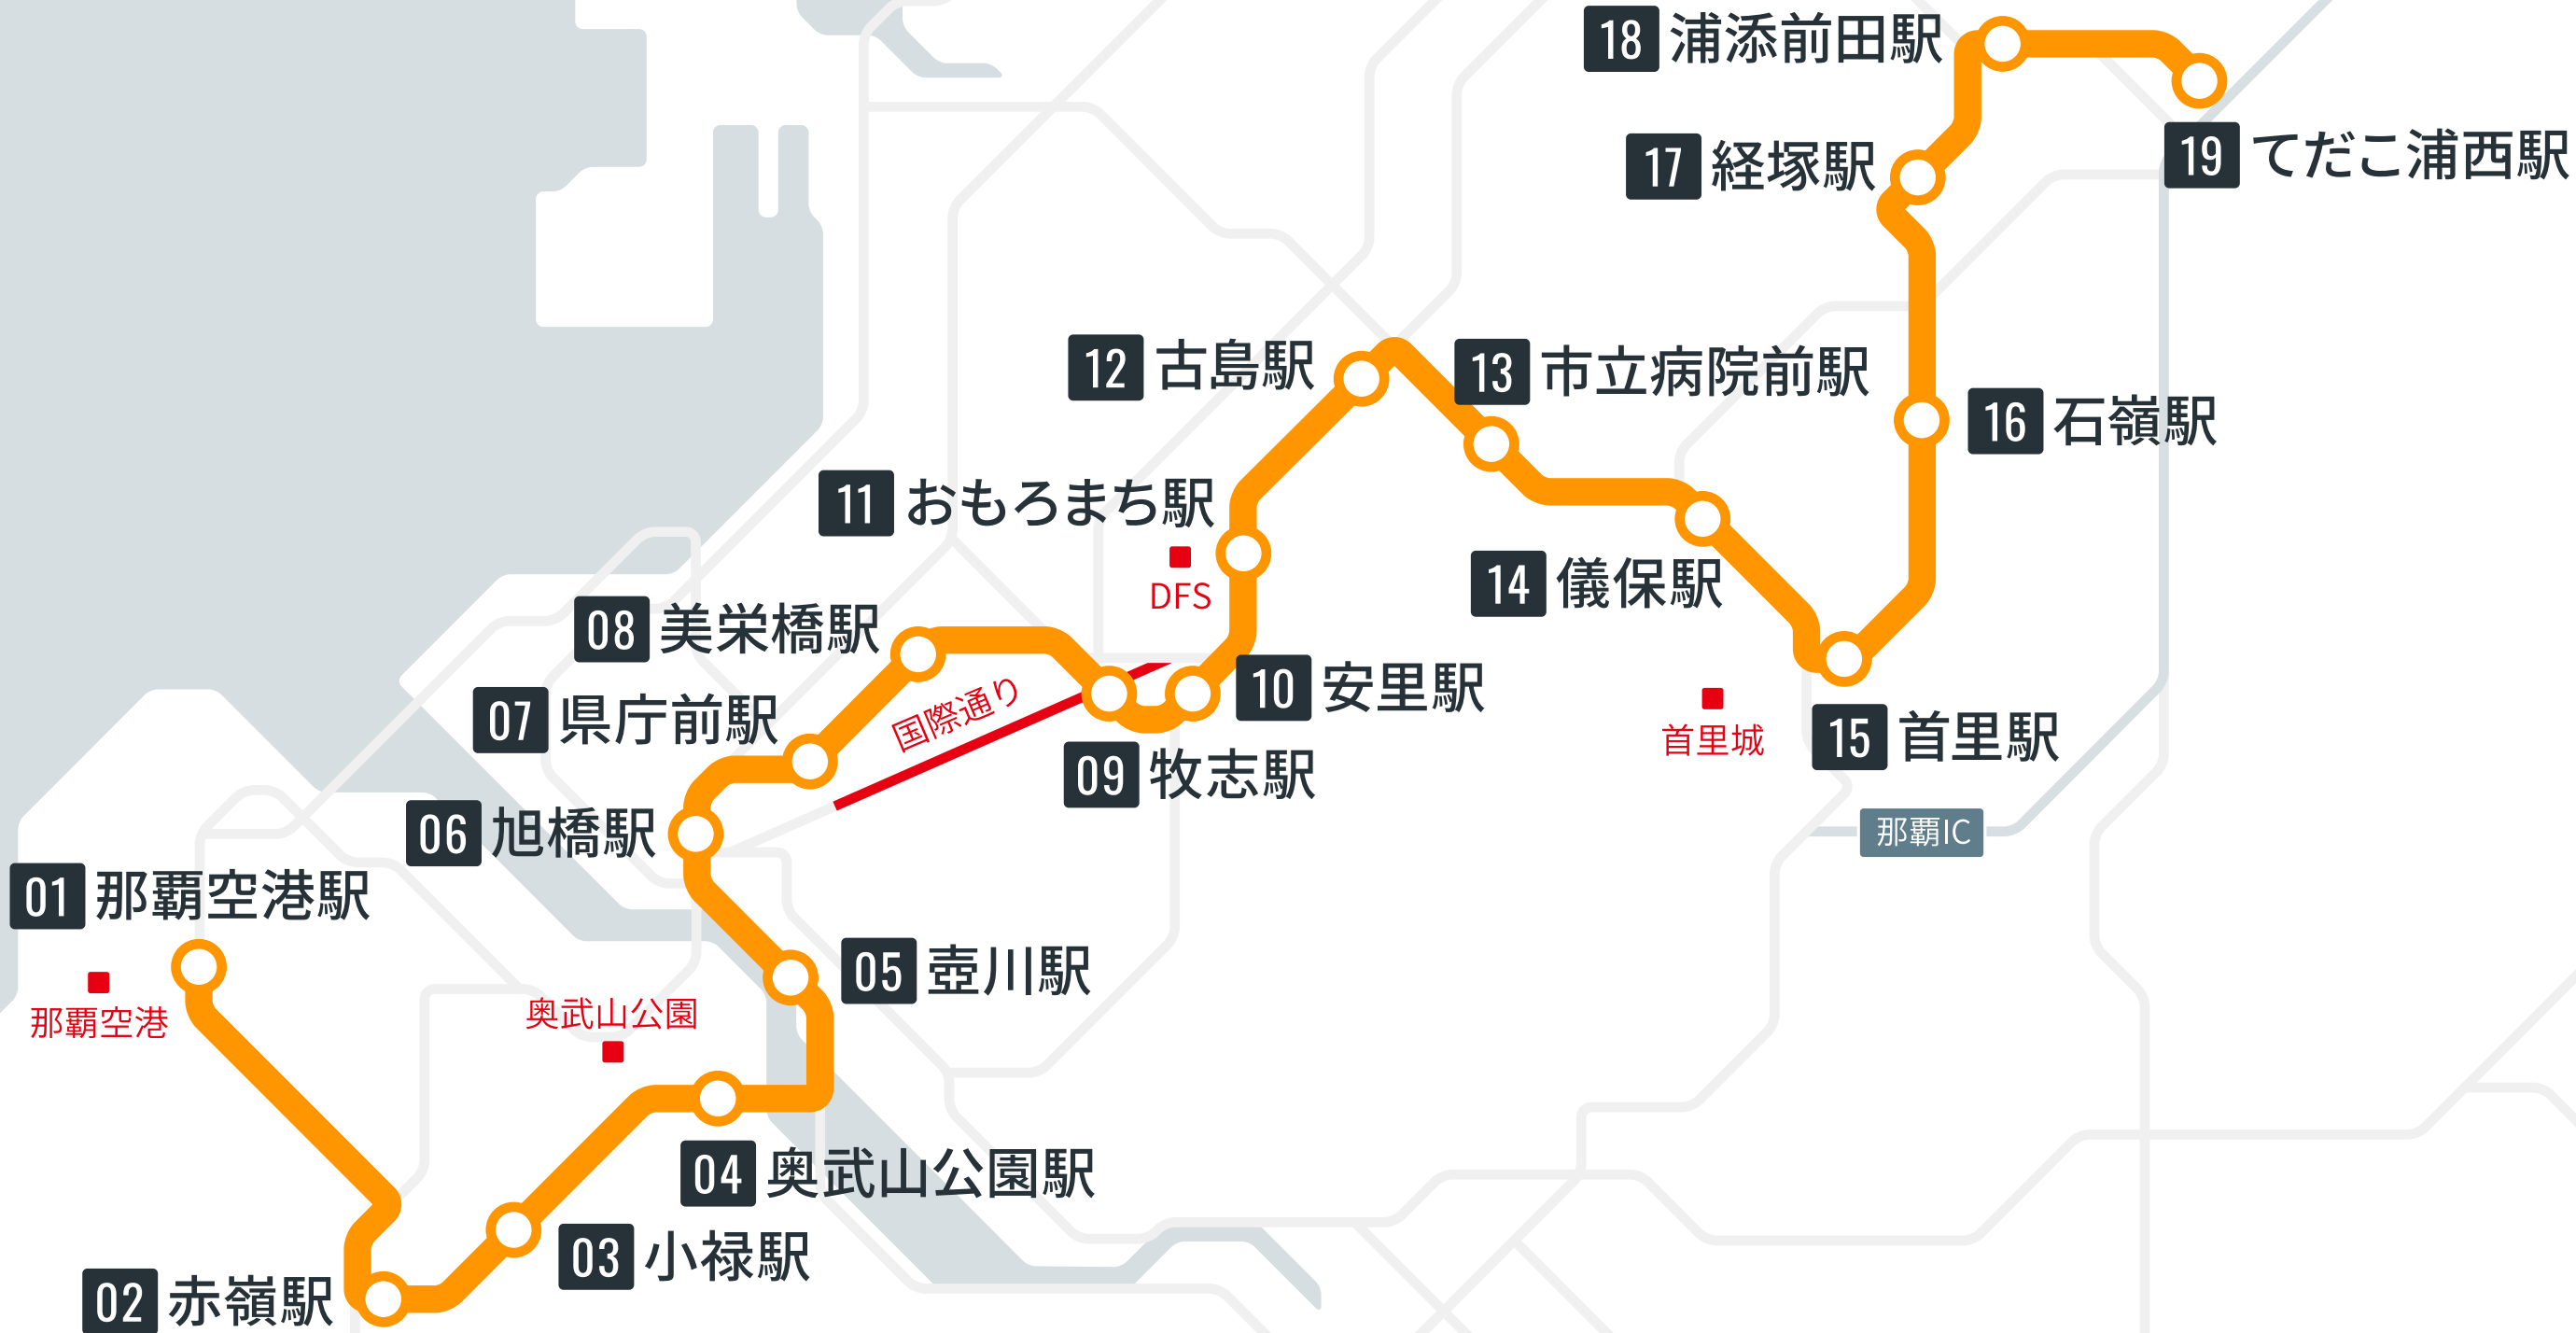 18 浦添前田駅
19 てだこ浦西駅
17 経塚駅
12 古島駅
13 市立病院前駅
16 石嶺駅
11 おもろまち駅
DFS
14 儀保駅
08 美栄橋駅
10 安里駅
07 県庁前駅
国際通り
首里城
15 首里駅
09 牧志駅
06 旭橋駅
那覇IC
01 那覇空港駅
05 壺川駅
那覇空港
奥武山公園
04 奥武山公園駅
03 小禄駅
02 赤嶺駅